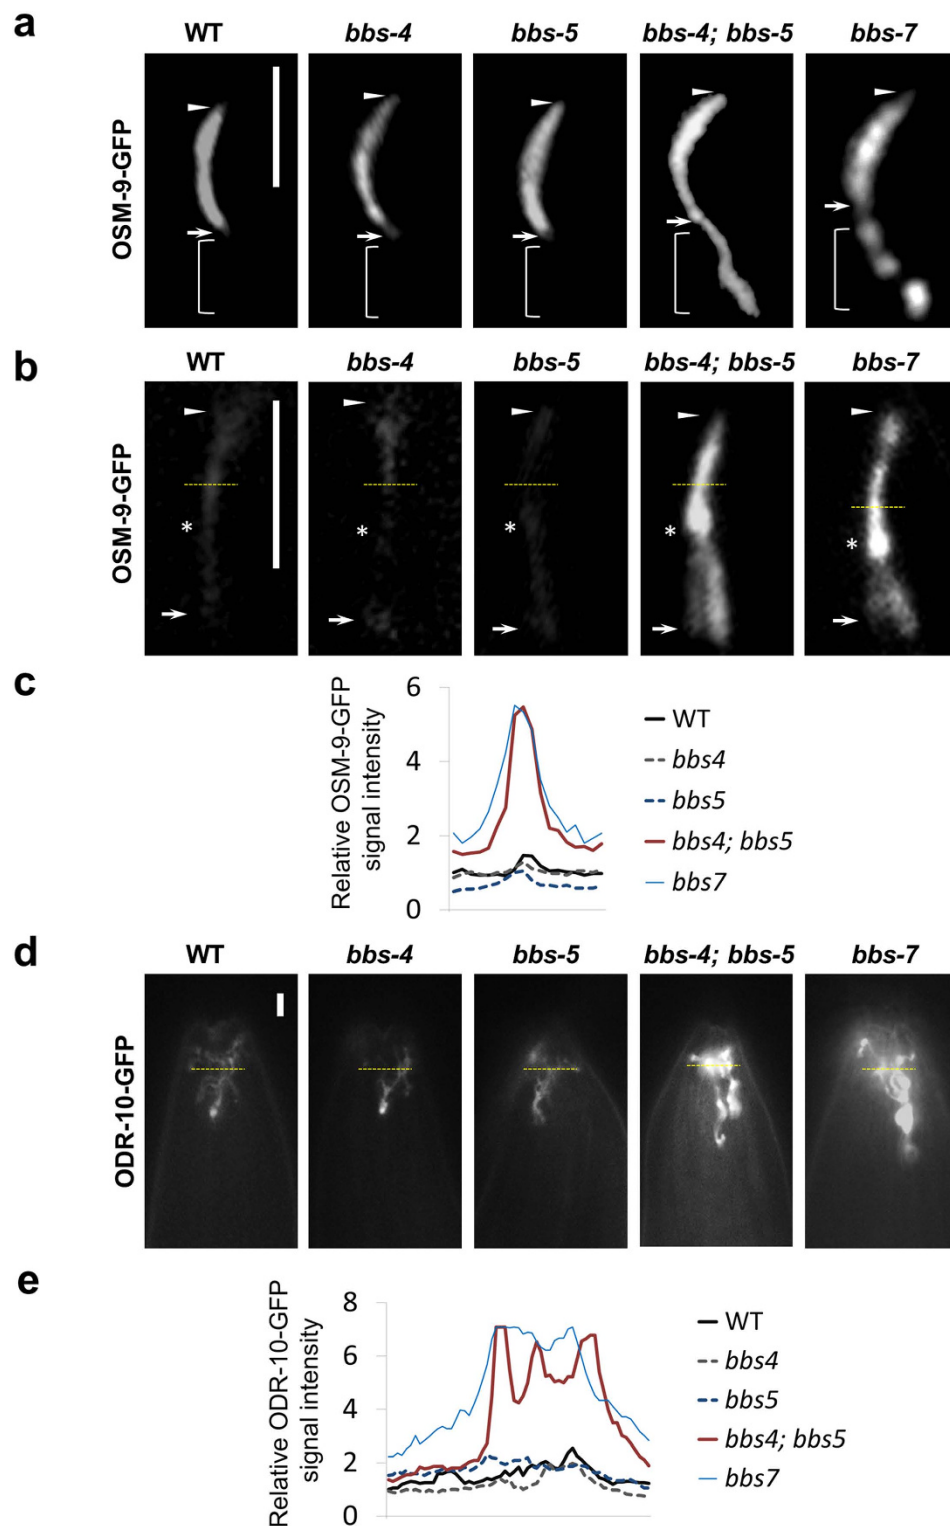 a
WT bbs-4 bbs-5 bbs-4; bbs-5 bbs-7
OSM-9-GFP
b
WT bbs-4 bbs-5 bbs-4; bbs-5 bbs-7
OSM-9-GFP
* * * * *
c
Relative OSM-9-GFP
signal intensity
6
4
2
0
WT
bbs4
bbs5
bbs4; bbs5
bbs7
d
WT bbs-4 bbs-5 bbs-4; bbs-5 bbs-7
ODR-10-GFP
e
Relative ODR-10-GFP
signal intensity
8
6
4
2
0
WT
bbs4
bbs5
bbs4; bbs5
bbs7